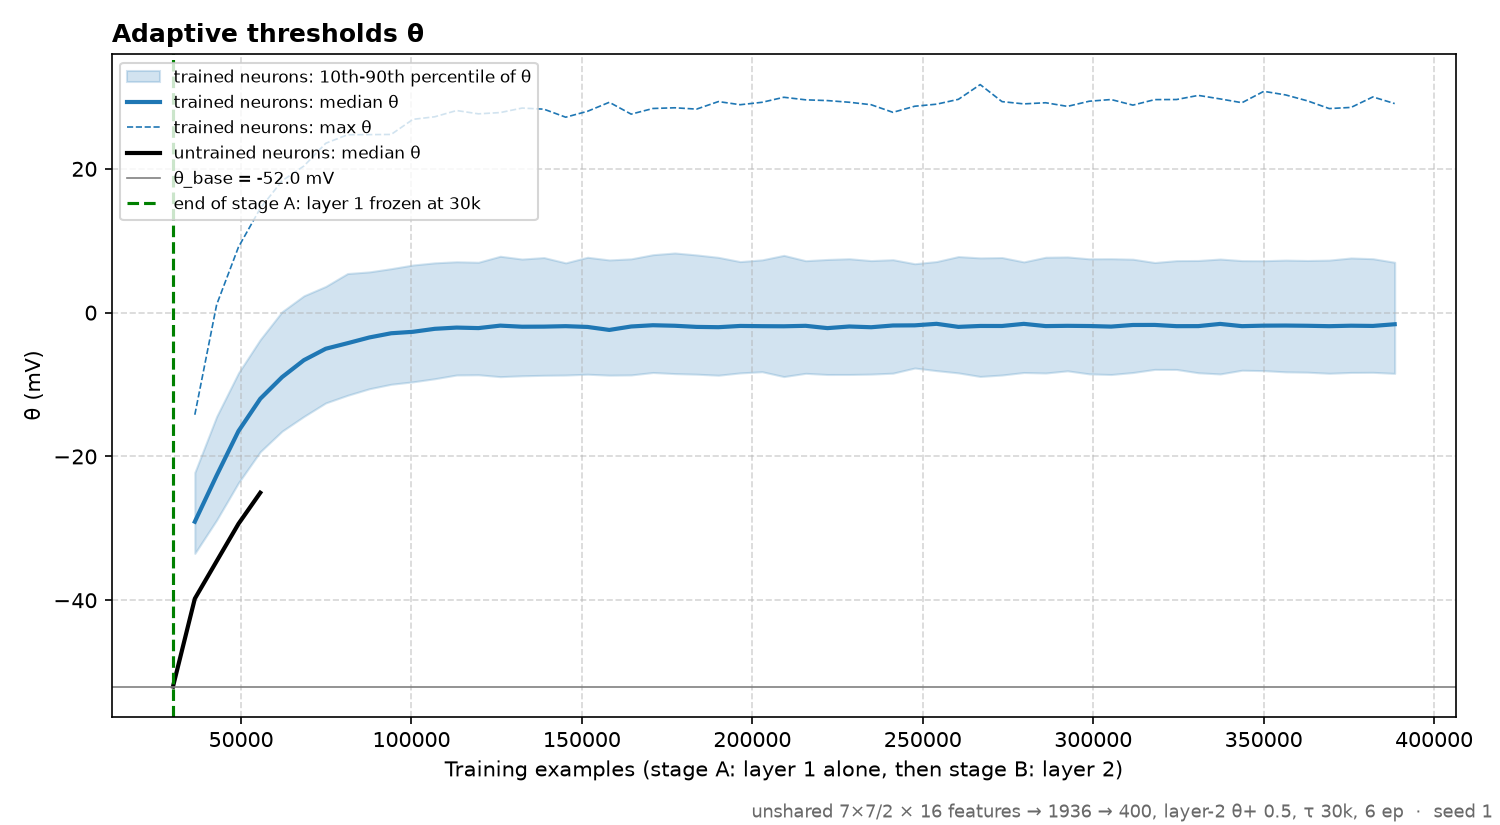 Adaptive thresholds θ
trained neurons: 10th-90th percentile of θ
trained neurons: median θ
trained neurons: max θ
untrained neurons: median θ
θ_base = -52.0 mV
end of stage A: layer 1 frozen at 30k
θ (mV)
20
0
−20
−40
50000 100000 150000 200000 250000 300000 350000 400000
Training examples (stage A: layer 1 alone, then stage B: layer 2)
unshared 7×7/2 × 16 features → 1936 → 400, layer-2 θ+ 0.5, τ 30k, 6 ep · seed 1